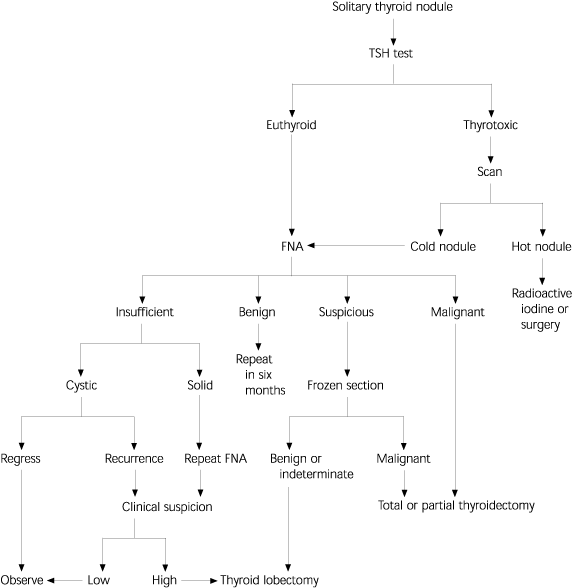 Solitary thyroid nodule
TSH test
Euthyroid
Thyrotoxic
Scan
FNA
Cold nodule
Hot nodule
Radioactive
iodine or
surgery
Insufficient
Benign
Suspicious
Malignant
Repeat
in six
months
Cystic
Solid
Frozen section
Regress
Recurrence
Repeat FNA
Benign or
indeterminate
Malignant
Clinical suspicion
Total or partial thyroidectomy
Observe
Low
High
Thyroid lobectomy